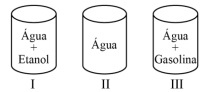 Água
+
Etanol
Água
Água
+
Gasolina
I
II
III